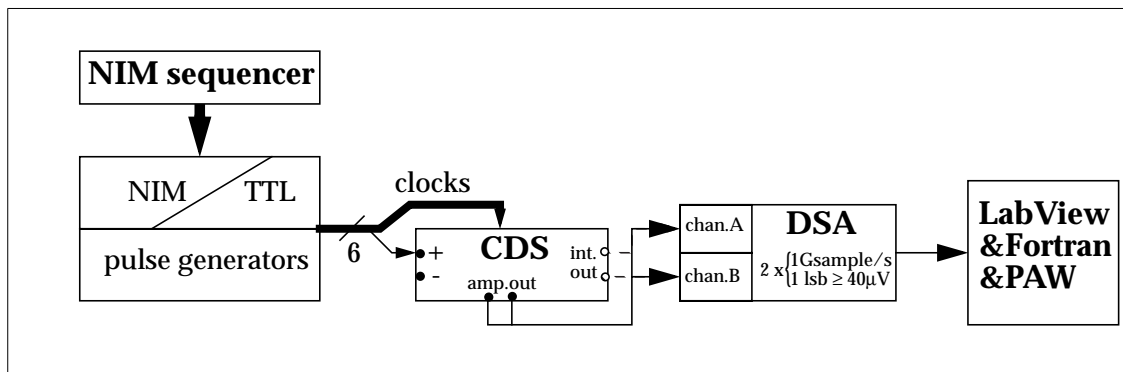 NIM sequencer
NIM
TTL
pulse generators
6
clocks
+
-
CDS
amp.out
int.
out
chan.A
chan.B
DSA
2 x{1Gsample/s
1 lsb ≥ 40μV
LabView
&Fortran
&PAW